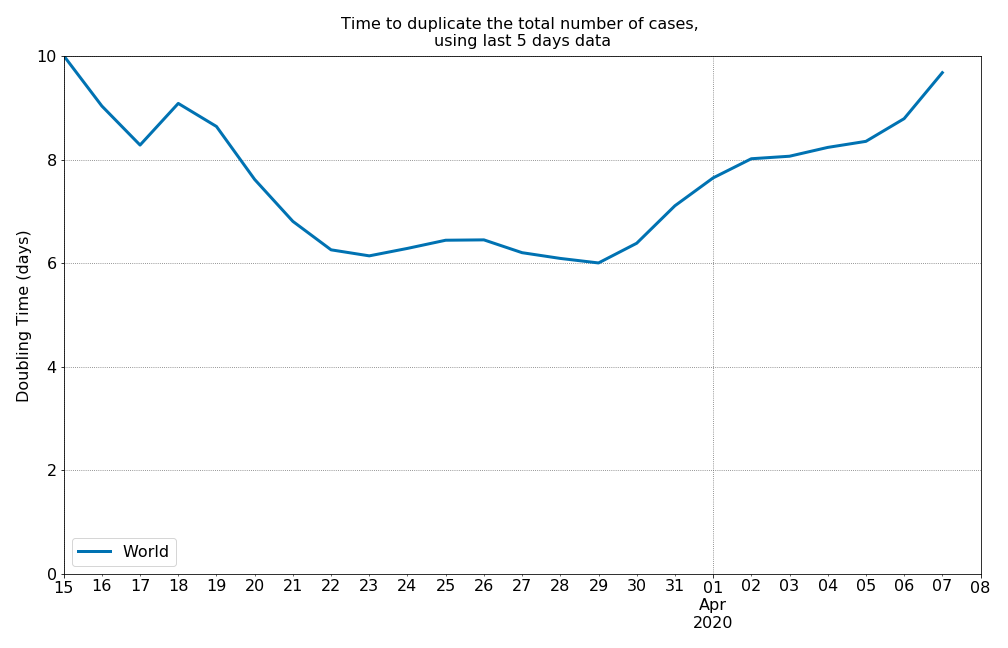 Time to duplicate the total number of cases,
using last 5 days data
Doubling Time (days)
10
8
6
4
2
0
World
15 16 17 18 19 20 21 22 23 24 25 26 27 28 29 30 31 01 02 03 04 05 06 07 08
Apr
2020